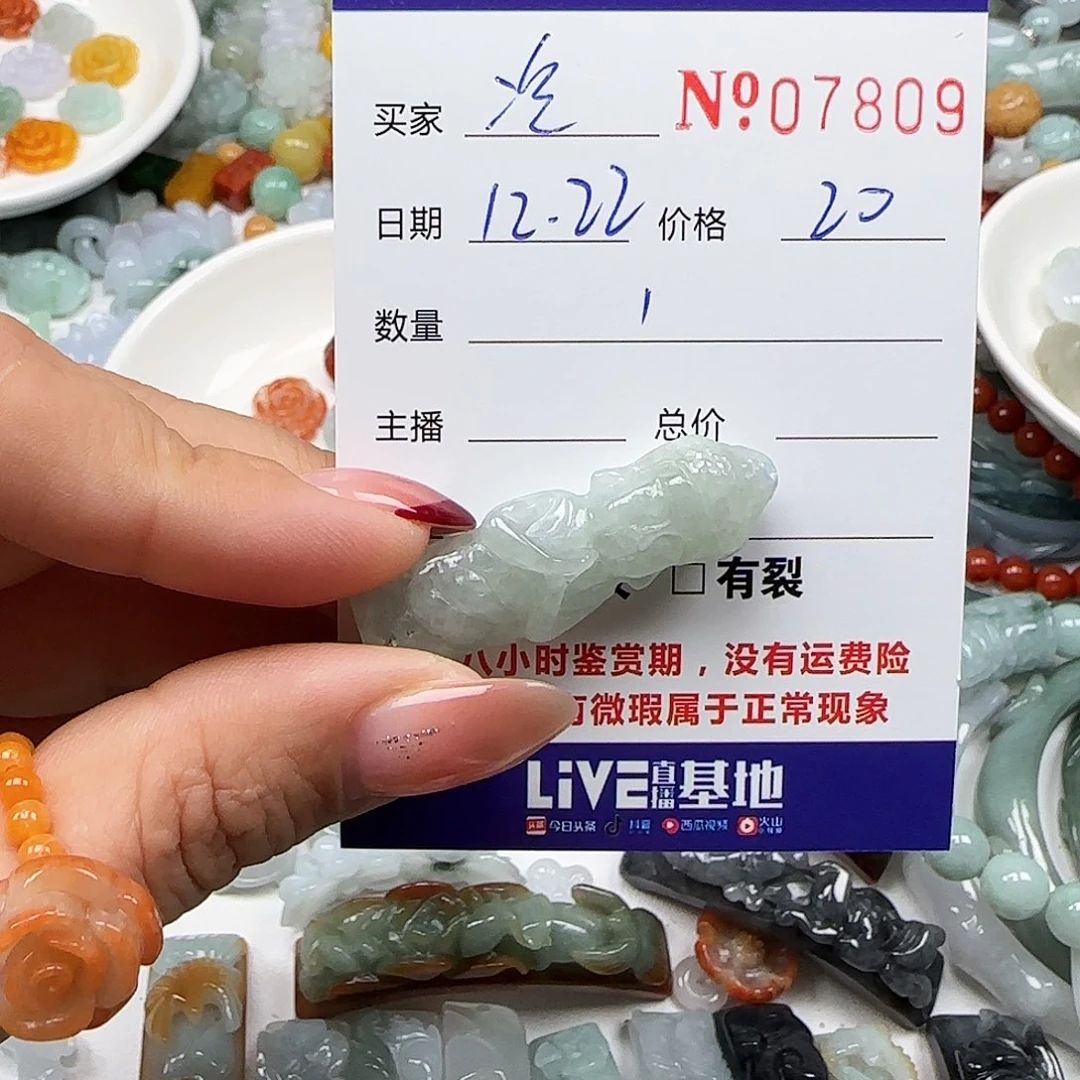 买家 N°07809
日期 12.22 价格 20
数量 1
主播 总价
□有裂
八小时鉴赏期，没有运费险
有微瑕属于正常现象
LiVE直播基地
头条 今日头条 抖音 西瓜视频 火山